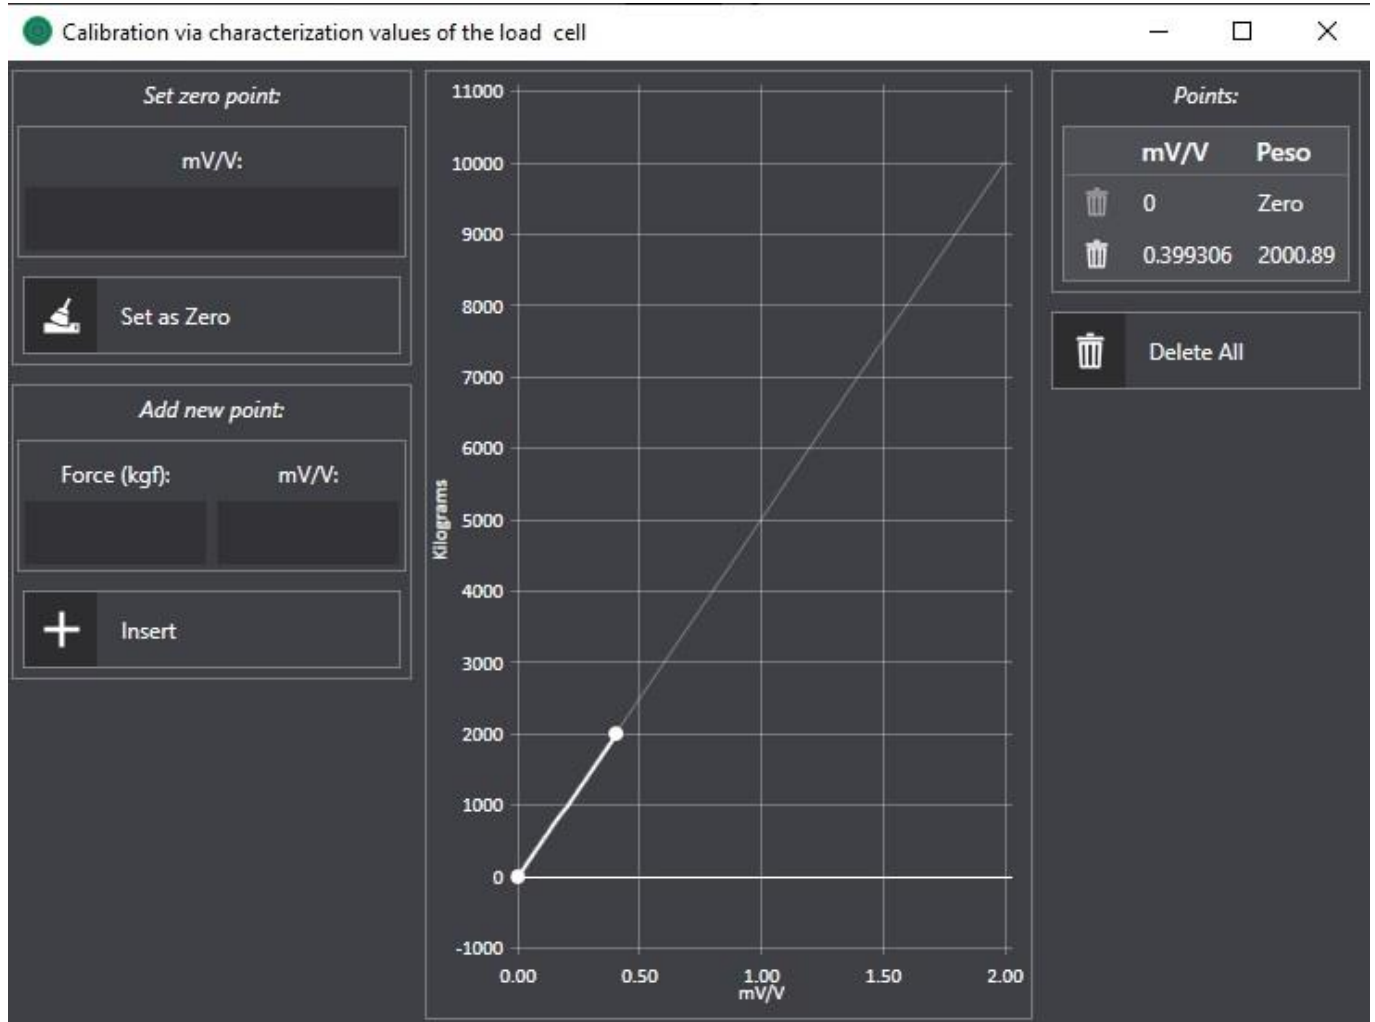 Calibration via characterization values of the load  cell
Set zero point:
mV/V:
Set as Zero
Add new point:
Force (kgf): mV/V:
Insert
11000
10000
9000
8000
7000
6000
5000
4000
3000
2000
1000
0
-1000
Kilograms
0.00 0.50 1.00 1.50 2.00
mV/V
Points:
mV/V Peso
0 Zero
0.399306 2000.89
Delete All